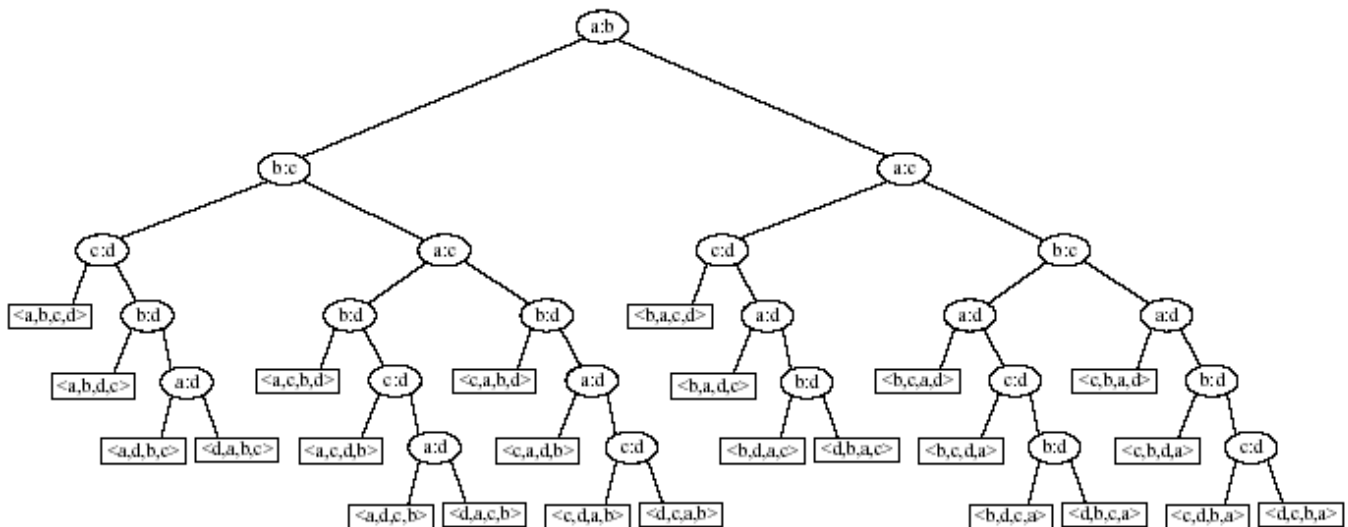 a:b
b:c a:c
c:d a:c c:d b:c
<a,b,c,d> b:d b:d b:d <b,a,c,d> a:d a:d a:d
<a,b,d,c> a:d <a,c,b,d> c:d <c,a,b,d> a:d <b,a,d,c> b:d <b,c,a,d> c:d <c,b,a,d> b:d
<a,d,b,c> <d,a,b,c> <a,c,d,b> a:d <c,a,d,b> c:d <b,d,a,c> <d,b,a,c> <b,c,d,a> b:d <c,b,d,a> c:d
<a,d,c,b> <d,a,c,b> <c,d,a,b> <d,c,a,b> <b,d,c,a> <d,b,c,a> <c,d,b,a> <d,c,b,a>